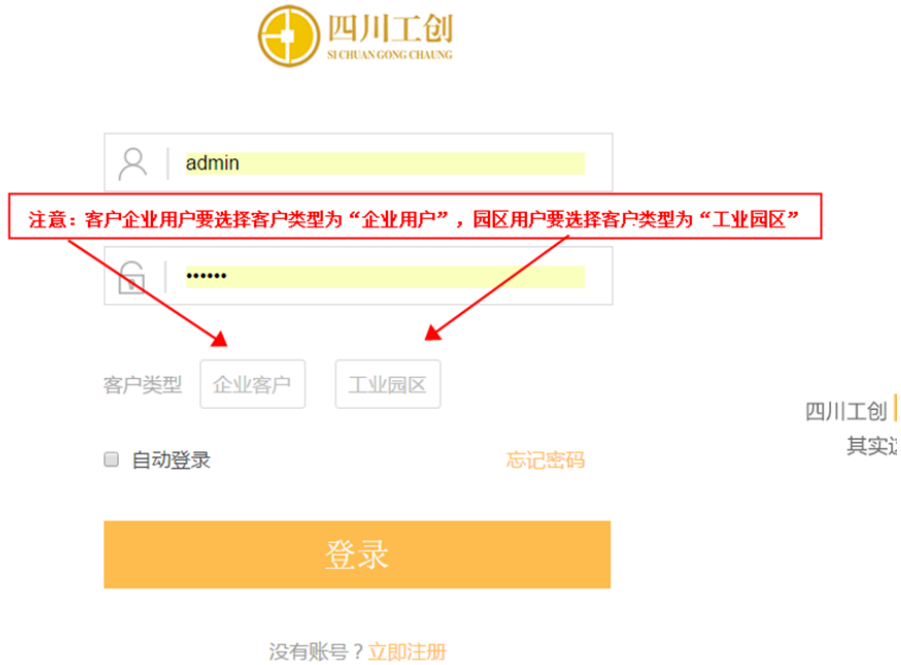 四川工创
SI CHUAN GONG CHAUNG
admin
注意：客户企业用户要选择客户类型为“企业用户”，园区用户要选择客户类型为“工业园区”
••••••
客户类型 企业客户 工业园区
四川工创
其实这
自动登录 忘记密码
登录
没有账号？立即注册